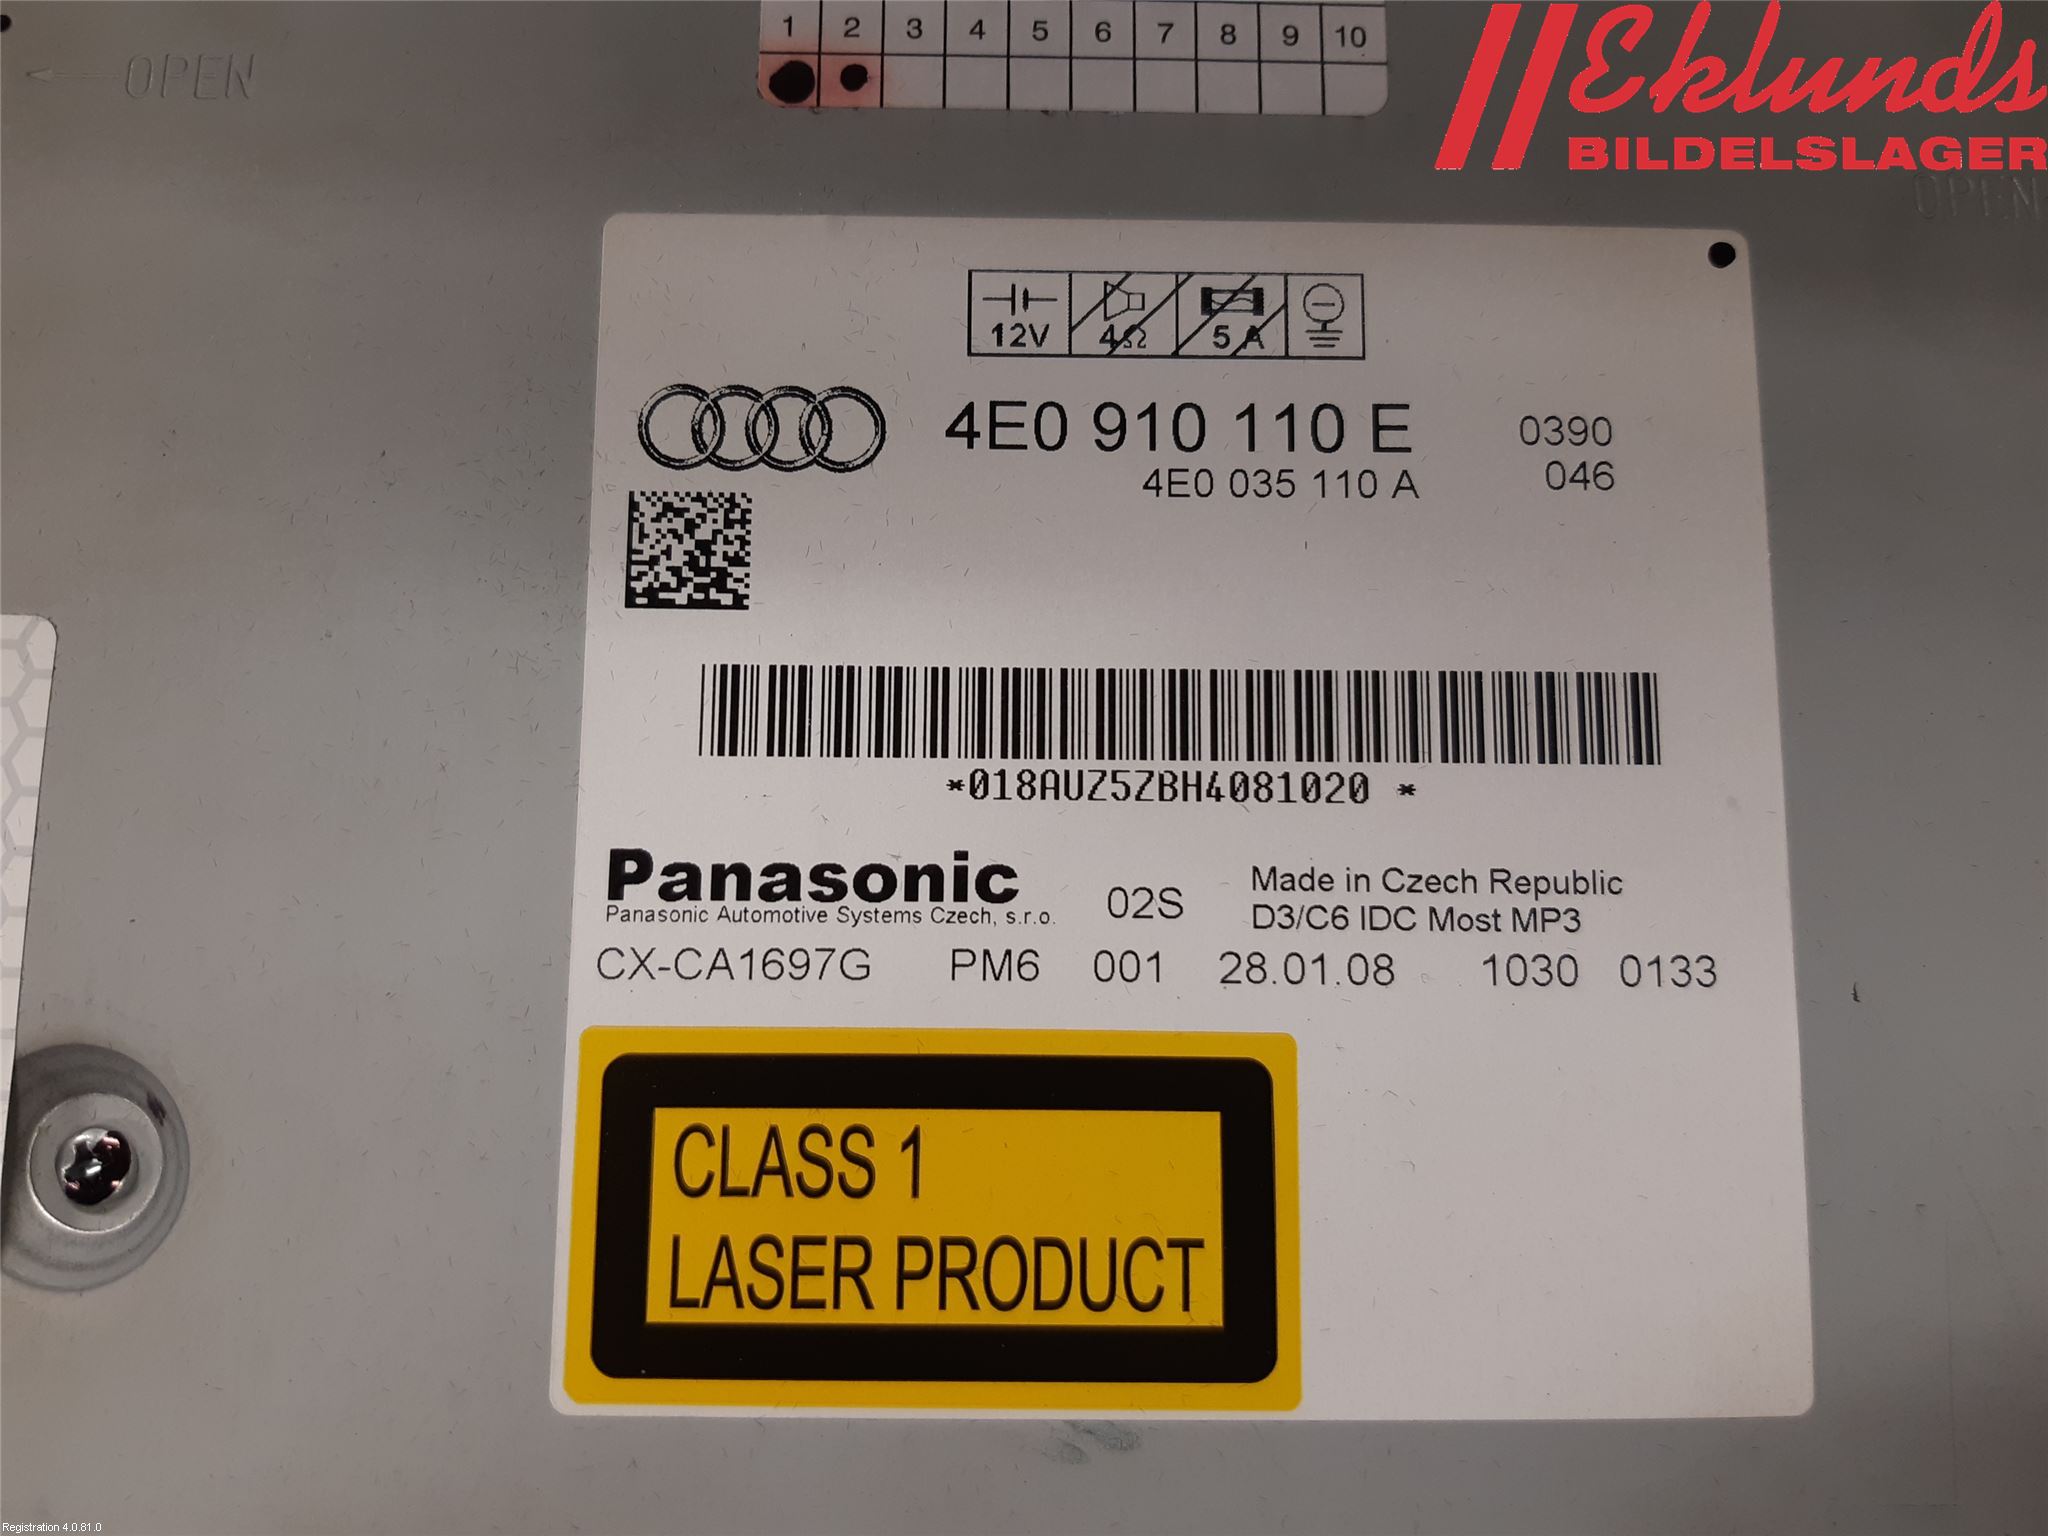 1 2 3 4 5 6 7 8 9 10
OPEN
Eklunds
BILDELSLAGER
OPEN
12V 4Ω 5 A
4E0 910 110 E 0390
4E0 035 110 A 046
*018AUZ5ZBH4081020 *
Panasonic
Panasonic Automotive Systems Czech, s.r.o. 02S
Made in Czech Republic
D3/C6 IDC Most MP3
CX-CA1697G PM6 001 28.01.08 1030 0133
CLASS 1
LASER PRODUCT
Registration 4.0.81.0